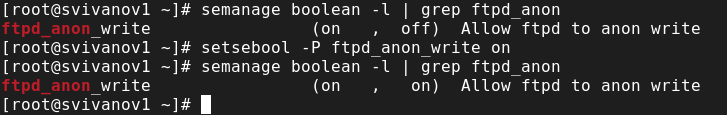 [root@svivanov1 ~]# semanage boolean -l | grep ftpd_anon
ftpd_anon_write                (on   ,  off)  Allow ftpd to anon write
[root@svivanov1 ~]# setsebool -P ftpd_anon_write on
[root@svivanov1 ~]# semanage boolean -l | grep ftpd_anon
ftpd_anon_write                (on   ,   on)  Allow ftpd to anon write
[root@svivanov1 ~]#